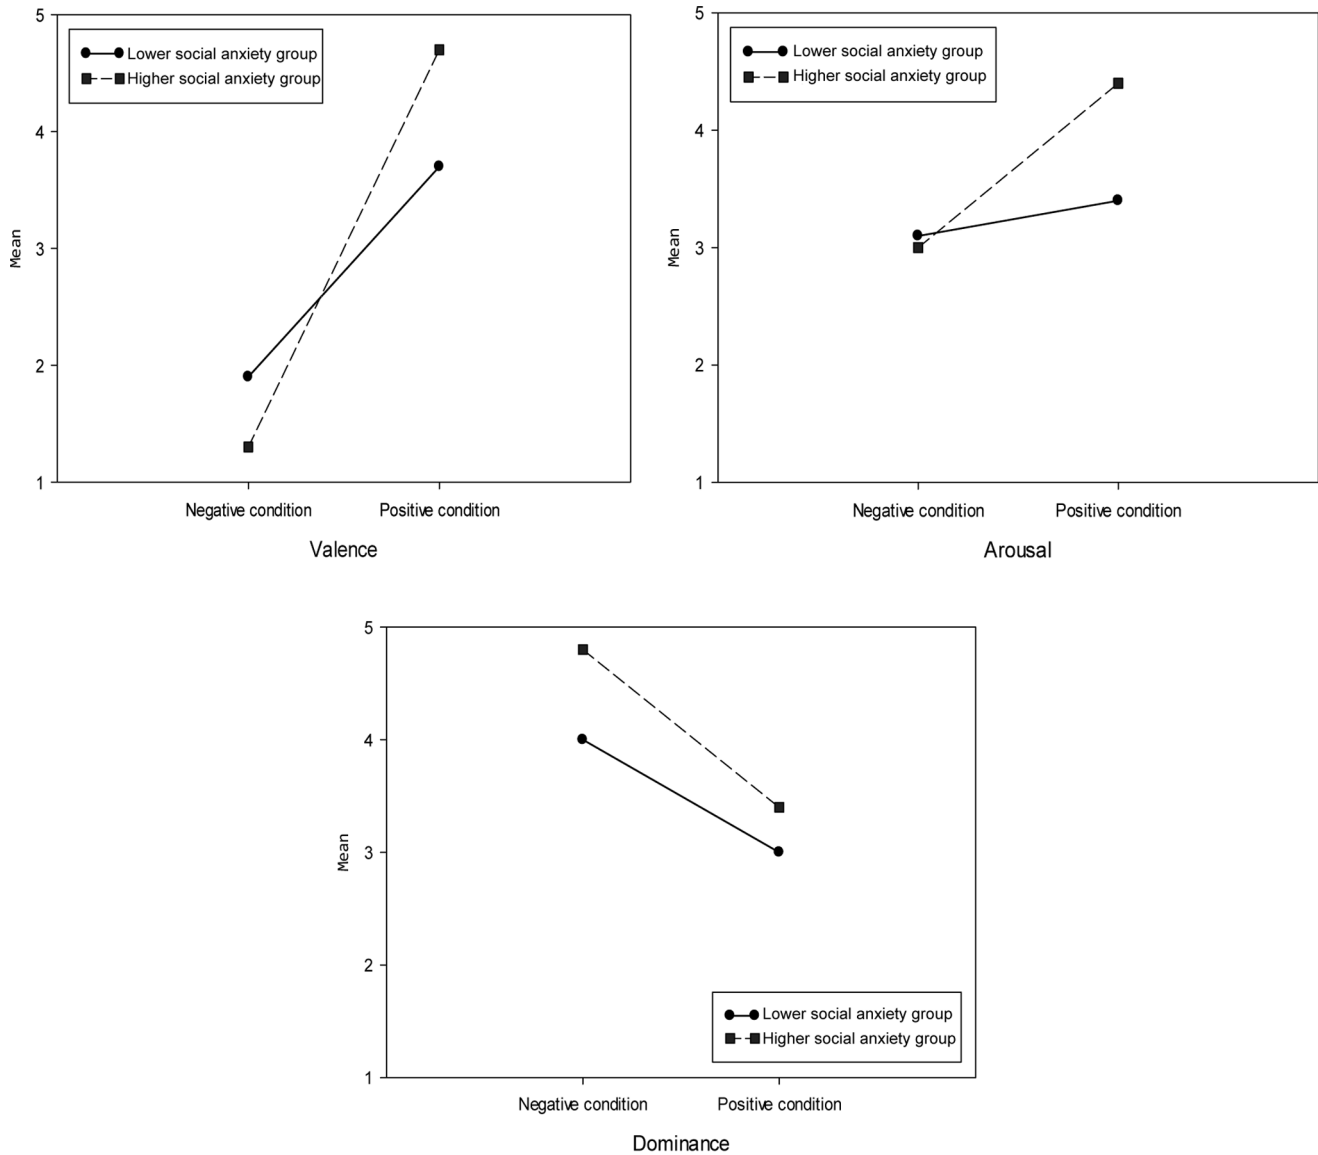 5
4
3
2
1
Mean
Lower social anxiety group
Higher social anxiety group
Negative condition
Positive condition
Valence
5
4
3
2
1
Mean
Lower social anxiety group
Higher social anxiety group
Negative condition
Positive condition
Arousal
5
4
3
2
1
Mean
Lower social anxiety group
Higher social anxiety group
Negative condition
Positive condition
Dominance